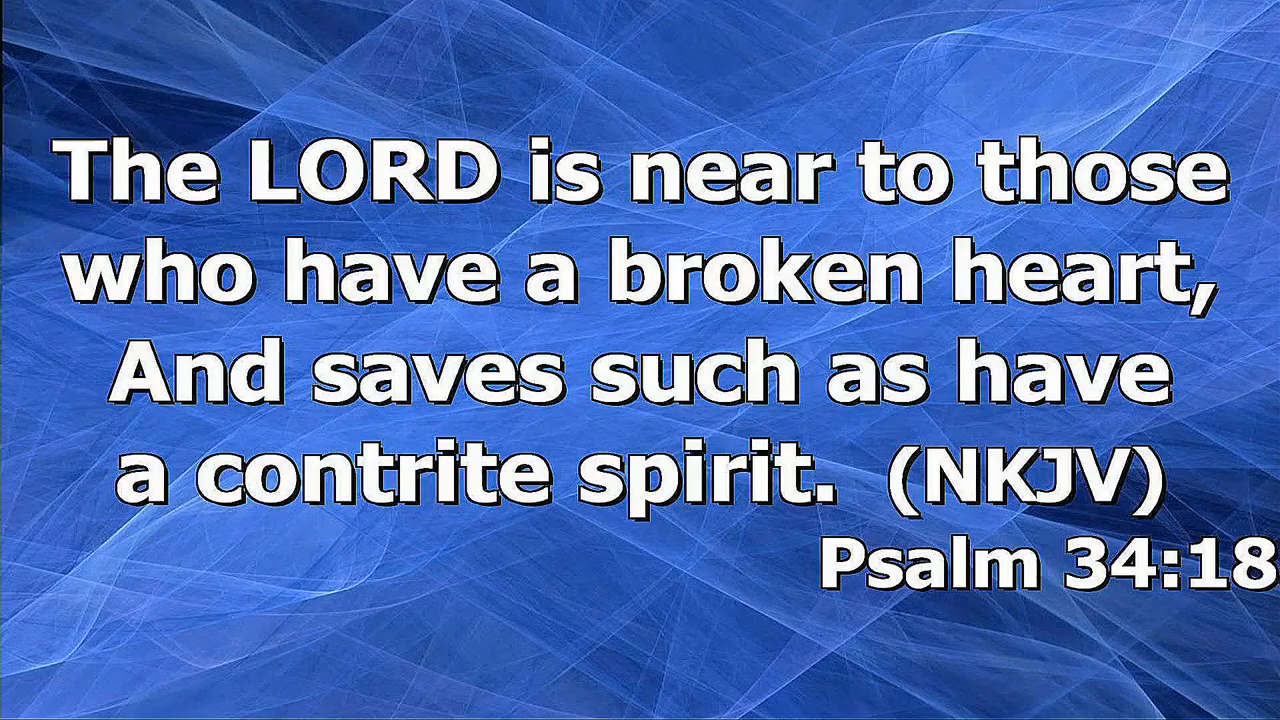 The LORD is near to those
who have a broken heart,
And saves such as have
a contrite spirit. (NKJV)
Psalm 34:18